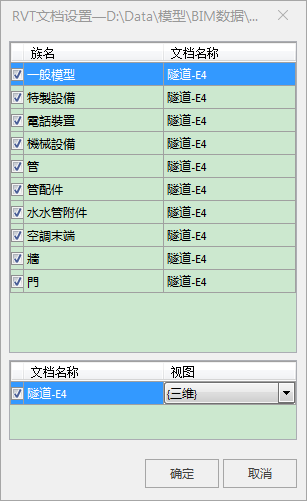 RVT文档设置—D:\Data\模型\BIM数据\...
族名 文档名称
一般模型 隧道-E4
特製設備 隧道-E4
電話裝置 隧道-E4
機械設備 隧道-E4
管 隧道-E4
管配件 隧道-E4
水水管附件 隧道-E4
空調末端 隧道-E4
牆 隧道-E4
門 隧道-E4
文档名称 视图
隧道-E4 {三维}
确定 取消